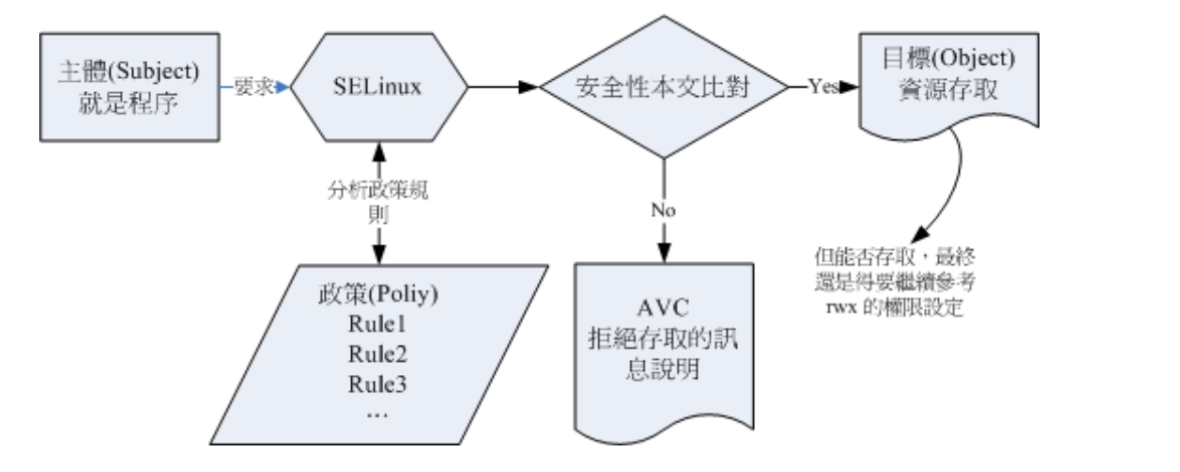 主體(Subject)
就是程序
要求
SELinux
安全性本文比對
Yes
目標(Object)
資源存取
分析政策規
則
No
但能否存取，最終
還是得要繼續參考
rwx 的權限設定
政策(Poliy)
Rule1
Rule2
Rule3
…
AVC
拒絕存取的訊
息說明